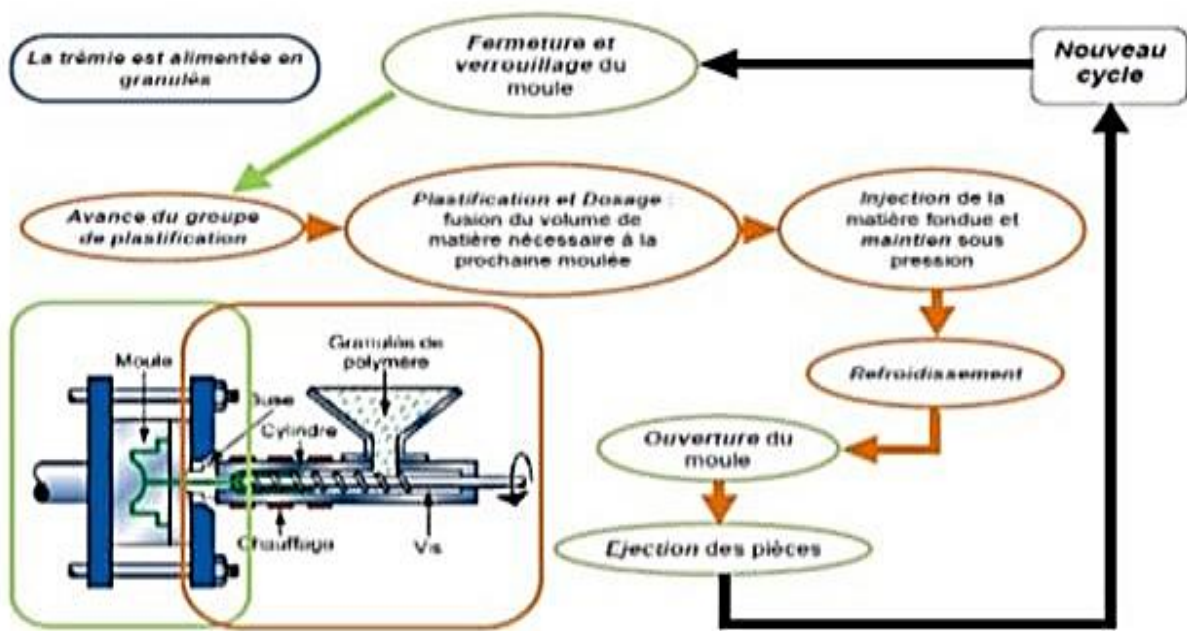 La trémie est alimentée en
granulés
Fermeture et
verrouillage du
moule
Nouveau
cycle
Avance du groupe
de plastification
Plastification et Dosage :
fusion du volume de
matière nécessaire à la
prochaine moulée
Injection de la
matière fondue et
maintien sous
pression
Refroidissement
Ouverture du
moule
Ejection des pièces
Granulés de
polymère
Moule
Buse
Cylindre
Chauffage
Vis